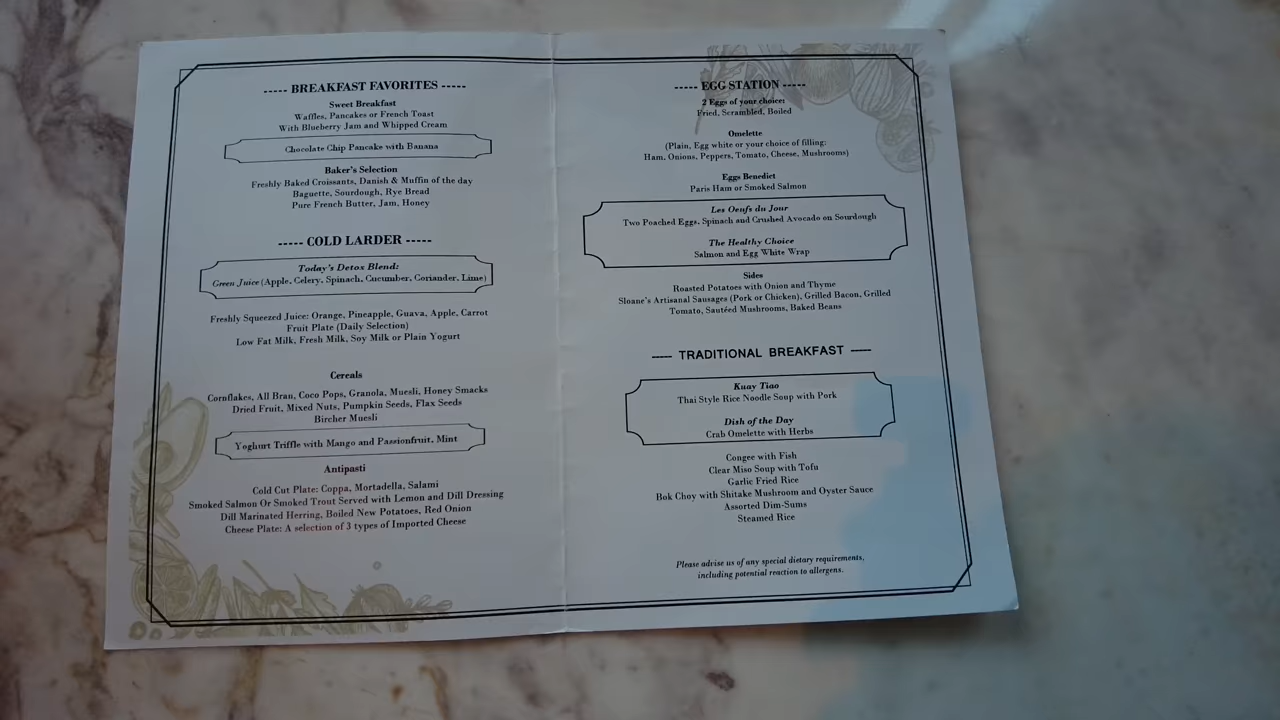 ----- BREAKFAST FAVORITES -----
Sweet Breakfast
Waffles, Pancakes or French Toast
With Blueberry Jam and Whipped Cream
Chocolate Chip Pancake with Banana
Baker's Selection
Freshly Baked Croissants, Danish & Muffin of the day
Baguette, Sourdough, Rye Bread
Pure French Butter, Jam, Honey
----- COLD LARDER -----
Today's Detox Blend:
Green Juice (Apple, Celery, Spinach, Cucumber, Coriander, Lime)
Freshly Squeezed Juice: Orange, Pineapple, Guava, Apple, Carrot
Fruit Plate (Daily Selection)
Low Fat Milk, Fresh Milk, Soy Milk or Plain Yogurt
Cereals
Cornflakes, All Bran, Coco Pops, Granola, Muesli, Honey Smacks
Dried Fruit, Mixed Nuts, Pumpkin Seeds, Flax Seeds
Bircher Muesli
Yoghurt Triffle with Mango and Passionfruit, Mint
Antipasti
Cold Cut Plate: Coppa, Mortadella, Salami
Smoked Salmon Or Smoked Trout Served with Lemon and Dill Dressing
Dill Marinated Herring, Boiled New Potatoes, Red Onion
Cheese Plate: A selection of 3 types of Imported Cheese
----- EGG STATION -----
2 Eggs of your choice:
Fried, Scrambled, Boiled
Omelette
(Plain, Egg white or your choice of filling:
Ham, Onions, Peppers, Tomato, Cheese, Mushrooms)
Eggs Benedict
Paris Ham or Smoked Salmon
Les Oeufs du Jour
Two Poached Eggs, Spinach and Crushed Avocado on Sourdough
The Healthy Choice
Salmon and Egg White Wrap
Sides
Roasted Potatoes with Onion and Thyme
Sloane's Artisanal Sausages (Pork or Chicken), Grilled Bacon, Grilled
Tomato, Sautéed Mushrooms, Baked Beans
—— TRADITIONAL BREAKFAST ——
Kuay Tiao
Thai Style Rice Noodle Soup with Pork
Dish of the Day
Crab Omelette with Herbs
Congee with Fish
Clear Miso Soup with Tofu
Garlic Fried Rice
Bok Choy with Shitake Mushroom and Oyster Sauce
Assorted Dim-Sums
Steamed Rice
Please advise us of any special dietary requirements,
including potential reaction to allergens.